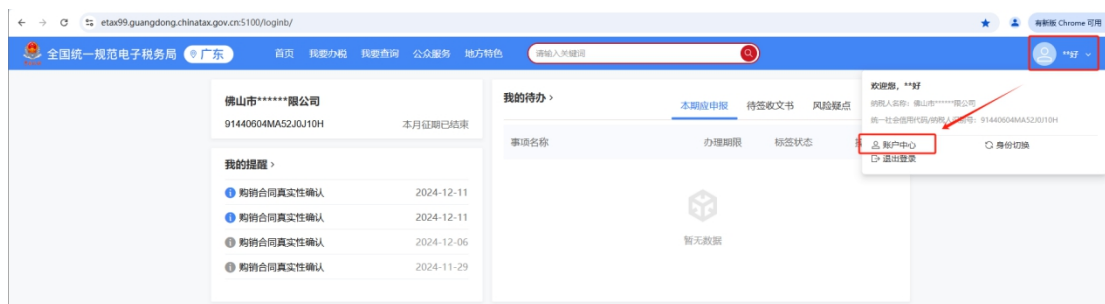 etax99.guangdong.chinatax.gov.cn:5100/loginb/
有新版 Chrome 可用
全国统一规范电子税务局 广东 首页 我要办税 我要查询 公众服务 地方特色 请输入关键词 **好
欢迎您, **好
纳税人名称: 佛山市******限公司
统一社会信用代码/纳税人识别号: 91440604MA52J0J10H
账户中心 身份切换
退出登录
佛山市******限公司
91440604MA52J0J10H 本月征期已结束
我的提醒 >
购销合同真实性确认 2024-12-11
购销合同真实性确认 2024-12-11
购销合同真实性确认 2024-12-06
购销合同真实性确认 2024-11-29
我的待办 >
本期应申报 待签收文书 风险疑点
事项名称 办理期限 标签状态
暂无数据